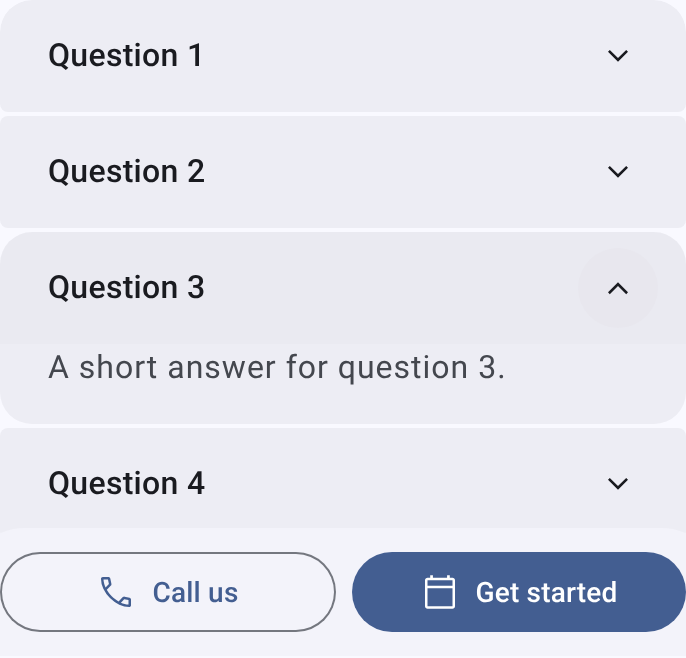 Question 1
Question 2
Question 3
A short answer for question 3.
Question 4
Call us
Get started